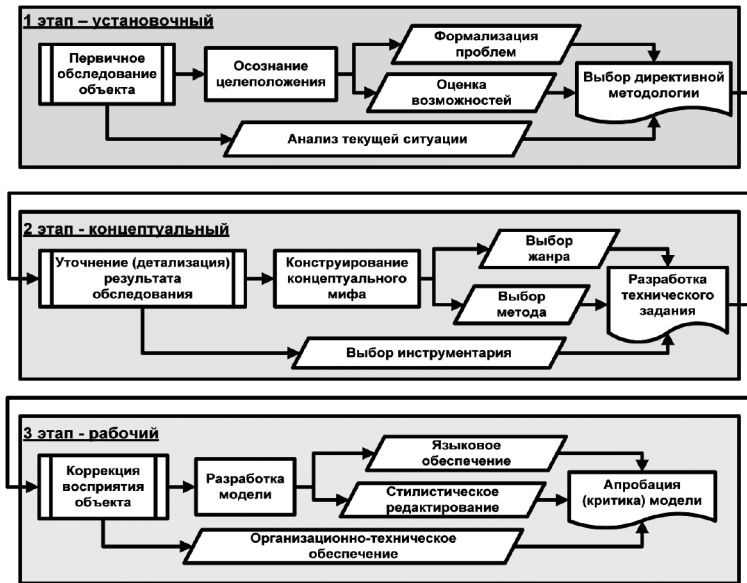 1 этап – установочный
Первичное
обследование
объекта
Осознание
целеположения
Формализация
проблем
Оценка
возможностей
Выбор директивной
методологии
Анализ текущей ситуации
2 этап - концептуальный
Уточнение (детализация)
результата
обследования
Конструирование
концептуального
мифа
Выбор
жанра
Выбор
метода
Разработка
технического
задания
Выбор инструментария
3 этап - рабочий
Коррекция
восприятия
объекта
Разработка
модели
Языковое
обеспечение
Стилистическое
редактирование
Апробация
(критика) модели
Организационно-техническое
обеспечение